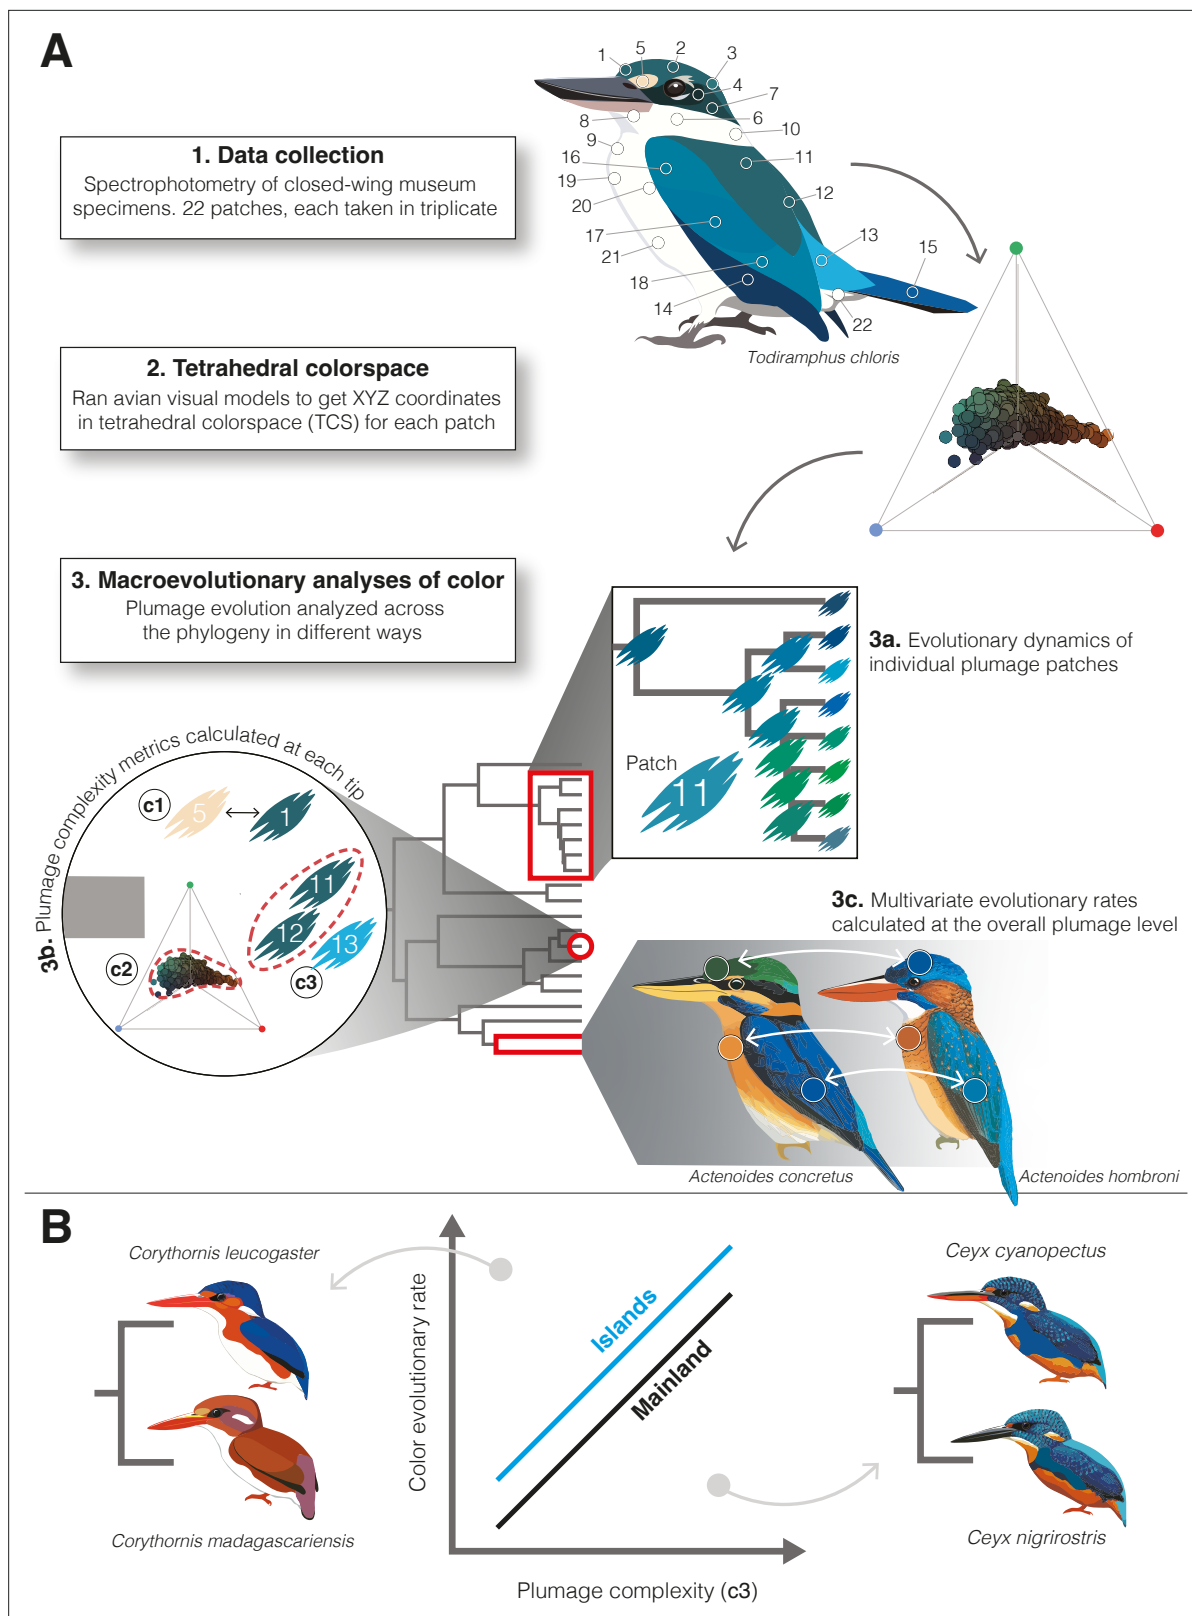 A
1. Data collection
Spectrophotometry of closed-wing museum
specimens. 22 patches, each taken in triplicate
1
5
2
3
4
7
8
6
10
9
16
11
19
20
12
17
13
21
15
18
14
22
Todiramphus chloris
2. Tetrahedral colorspace
Ran avian visual models to get XYZ coordinates
in tetrahedral colorspace (TCS) for each patch
3. Macroevolutionary analyses of color
Plumage evolution analyzed across
the phylogeny in different ways
3a. Evolutionary dynamics of
individual plumage patches
Patch
11
3b. Plumage complexity metrics calculated at each tip
c1
5
1
11
12
13
c2
c3
3c. Multivariate evolutionary rates
calculated at the overall plumage level
Actenoides concretus
Actenoides hombroni
B
Corythornis leucogaster
Corythornis madagascariensis
Color evolutionary rate
Islands
Mainland
Plumage complexity (c3)
Ceyx cyanopectus
Ceyx nigrirostris